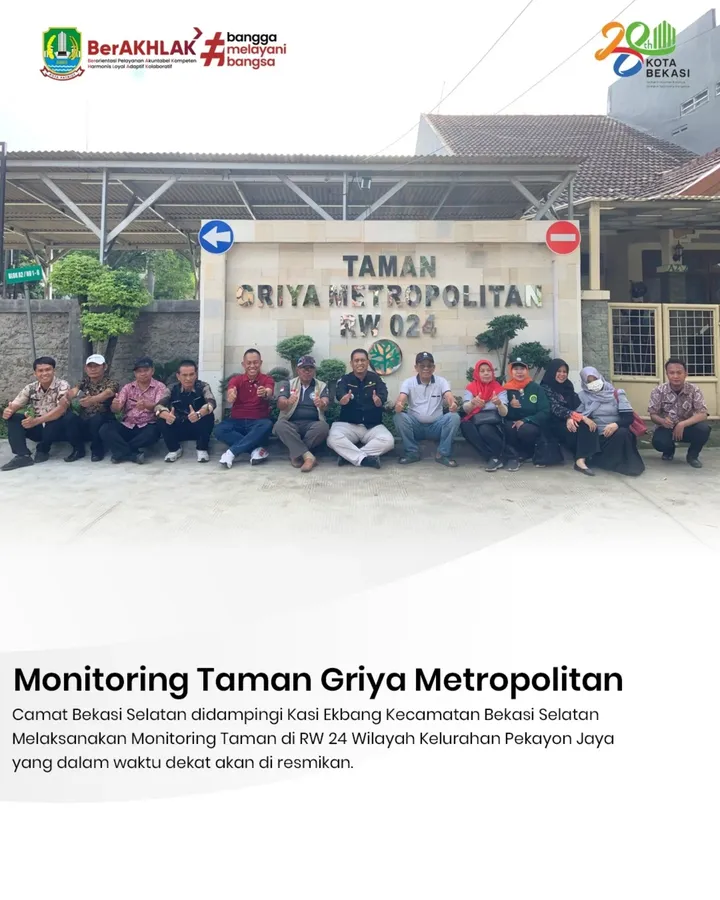 BerAKHLAK
Berorientasi Pelayanan Akuntabel Kompeten
Harmonis Loyal Adaptif Kolaboratif
#bangga
melayani
bangsa
28th
KOTA
BEKASI
TAMAN
GRIYA METROPOLITAN
RW 024
Monitoring Taman Griya Metropolitan
Camat Bekasi Selatan didampingi Kasi Ekbang Kecamatan Bekasi Selatan
Melaksanakan Monitoring Taman di RW 24 Wilayah Kelurahan Pekayon Jaya
yang dalam waktu dekat akan di resmikan.